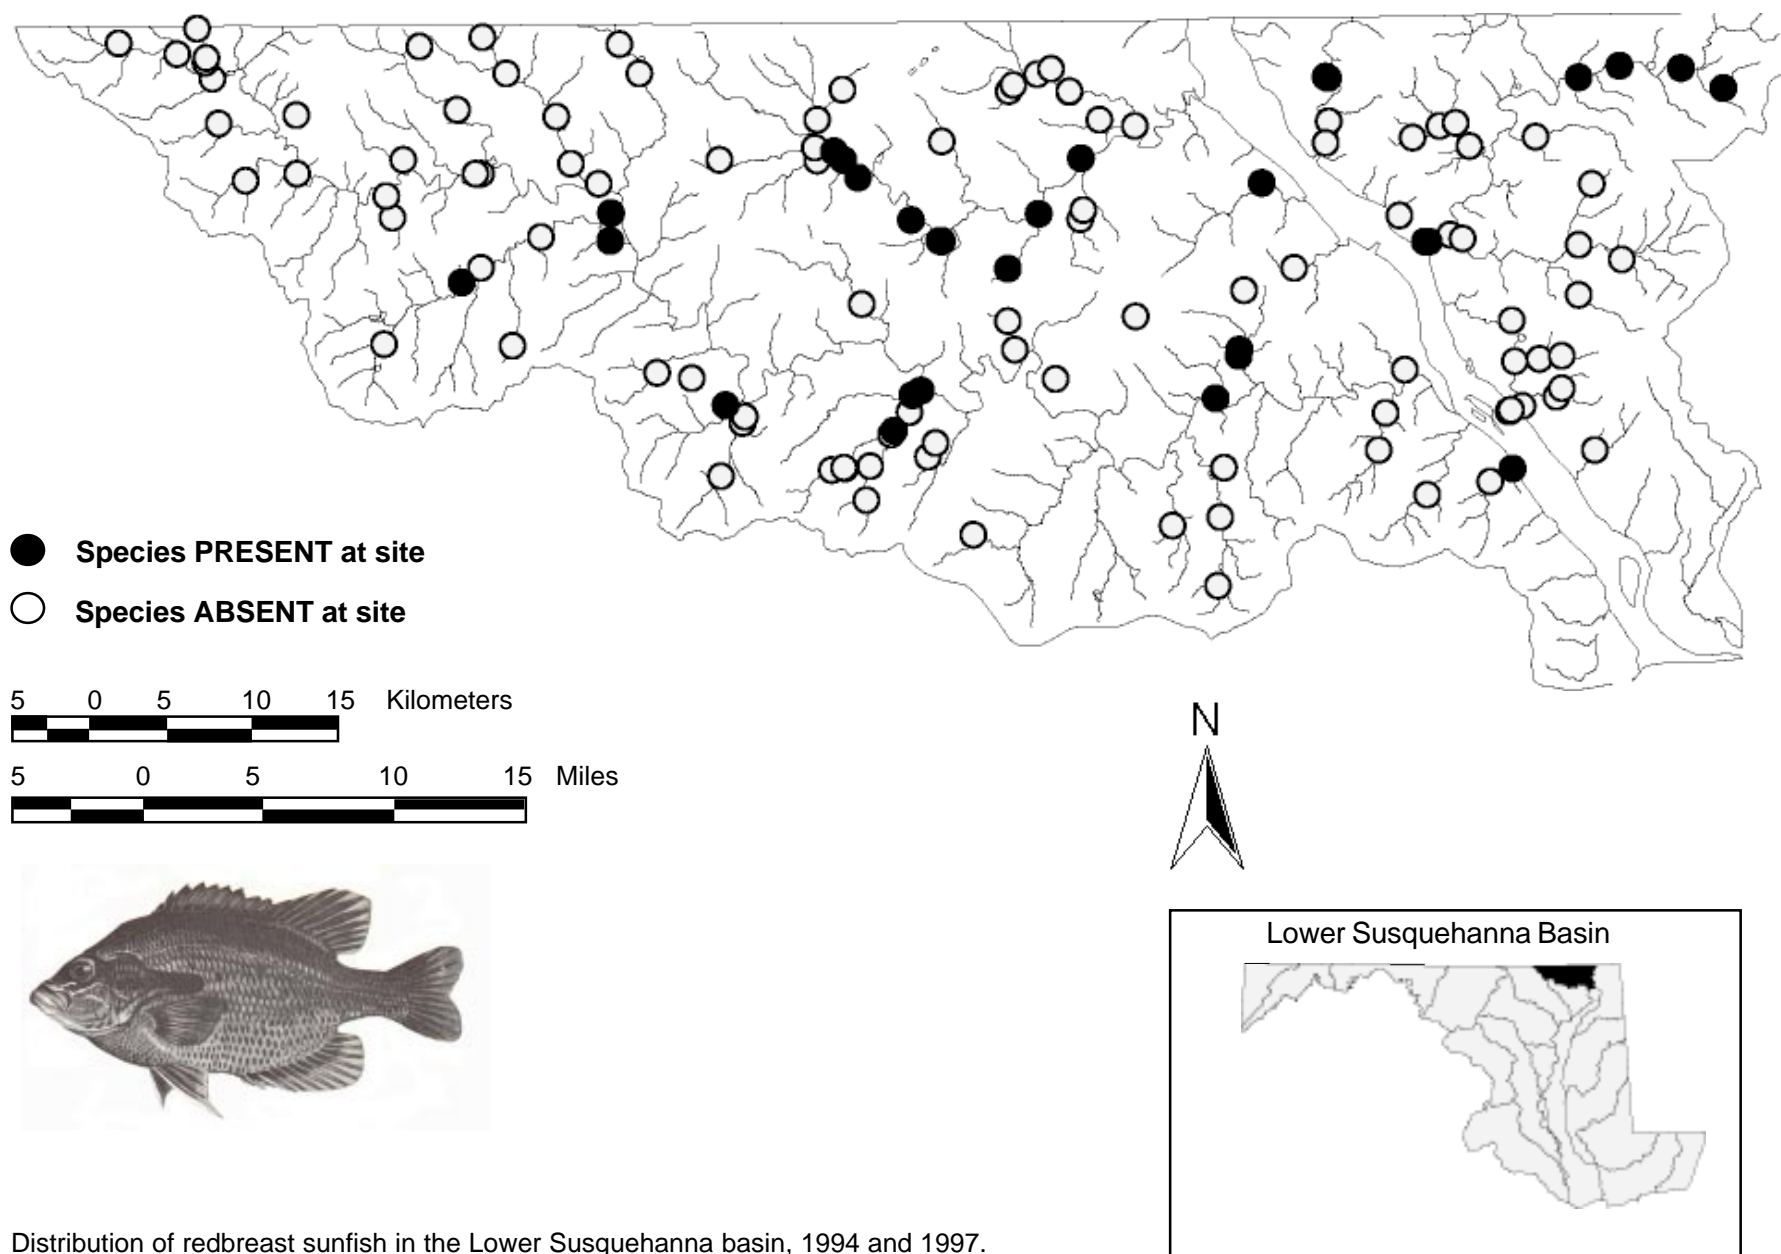 Species PRESENT at site
Species ABSENT at site
5 0 5 10 15 Kilometers
5 0 5 10 15 Miles
N
Lower Susquehanna Basin
Distribution of redbreast sunfish in the Lower Susquehanna basin, 1994 and 1997.